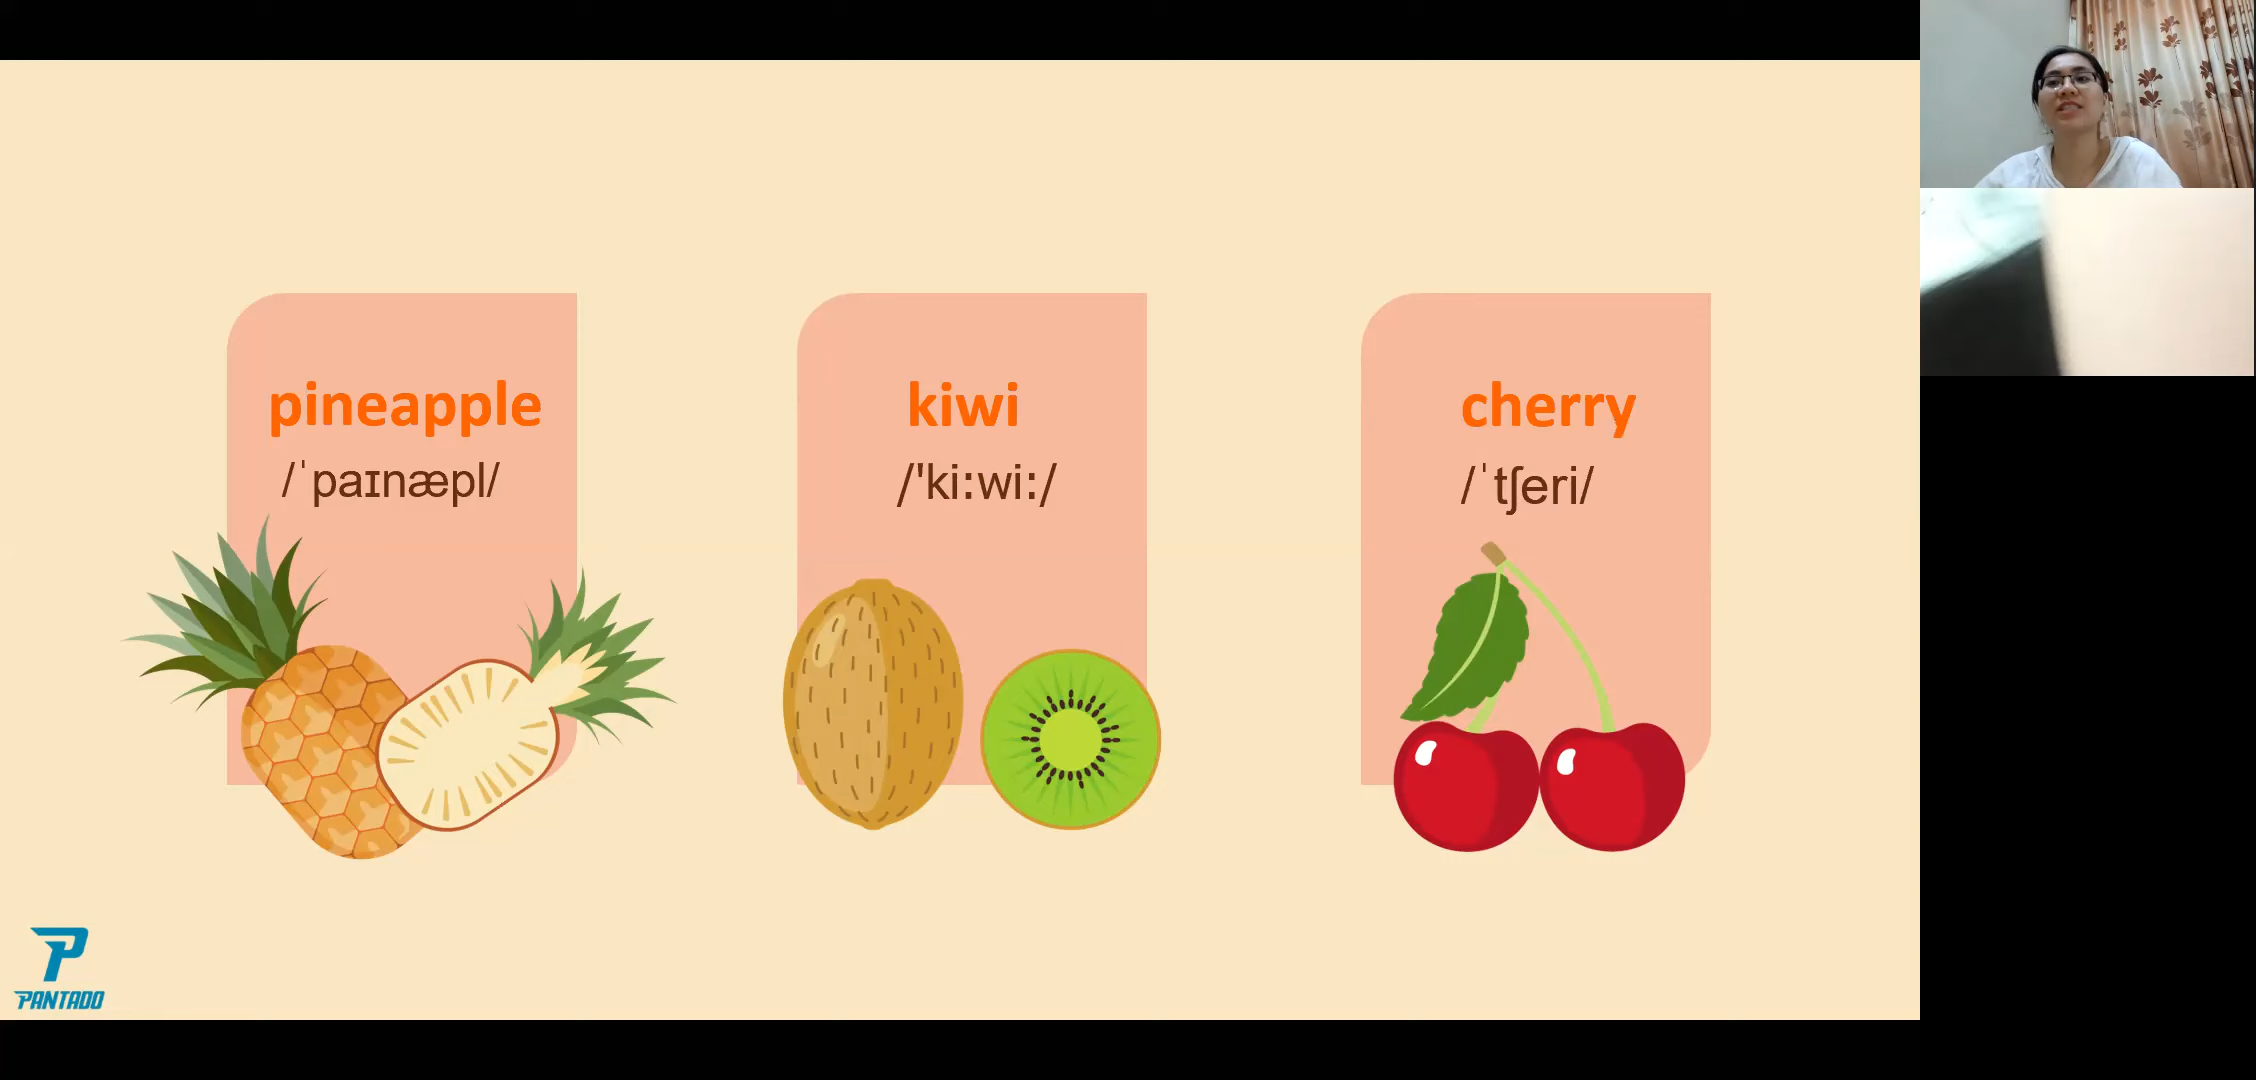 pineapple
/ˈpaɪnæpl/
kiwi
/'ki:wi:/
cherry
/ˈtʃeri/
PANTADO